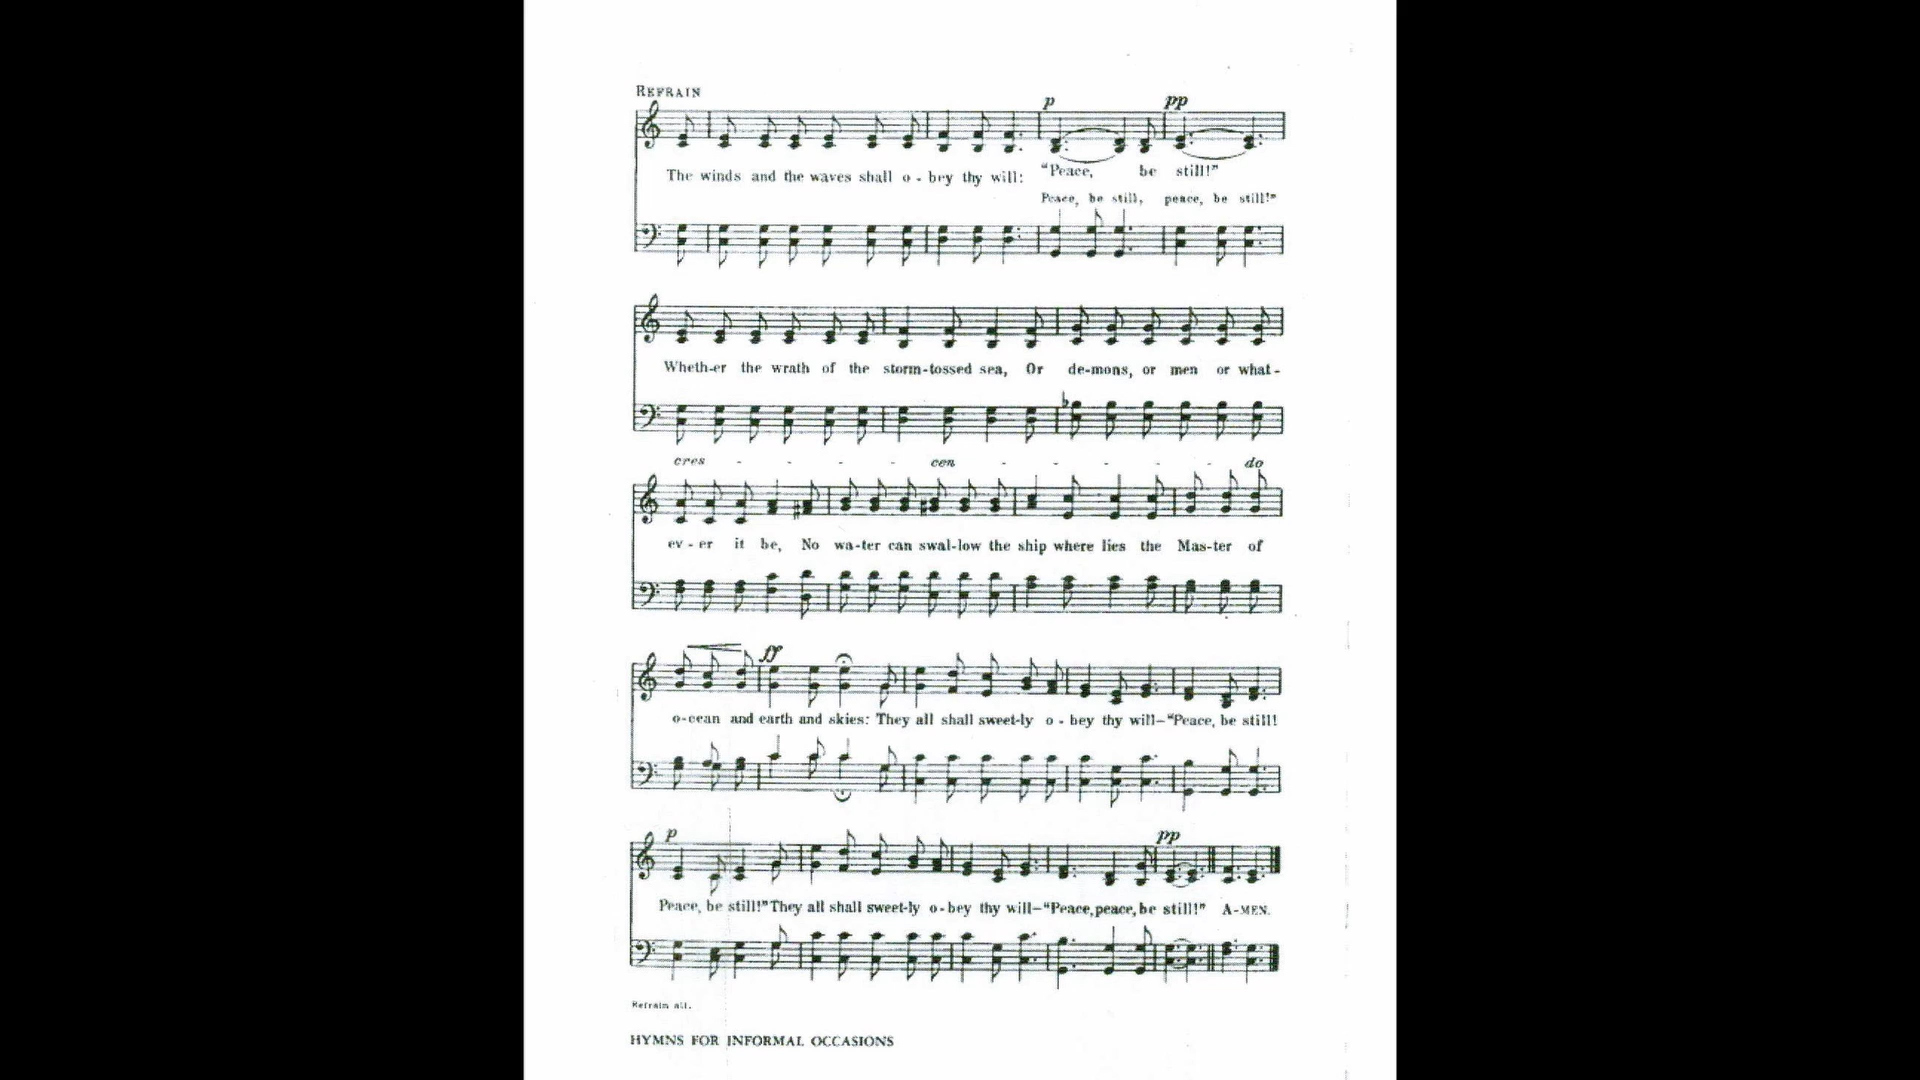 REFRAIN
p pp
The winds and the waves shall o - bey thy will: "Peace, be still!"
Peace, be still, peace, be still!"
Wheth-er the wrath of the storm-tossed sea, Or de-mons, or men or what-
cres - - - - cen - - - - - do
ev - er it be, No wa-ter can swal-low the ship where lies the Mas-ter of
ff
o-cean and earth and skies: They all shall sweet-ly o - bey thy will—"Peace, be still!
p pp
Peace, be still!" They all shall sweet-ly o - bey thy will—"Peace, peace, be still!" A-MEN.
Refrain alt.
HYMNS FOR INFORMAL OCCASIONS